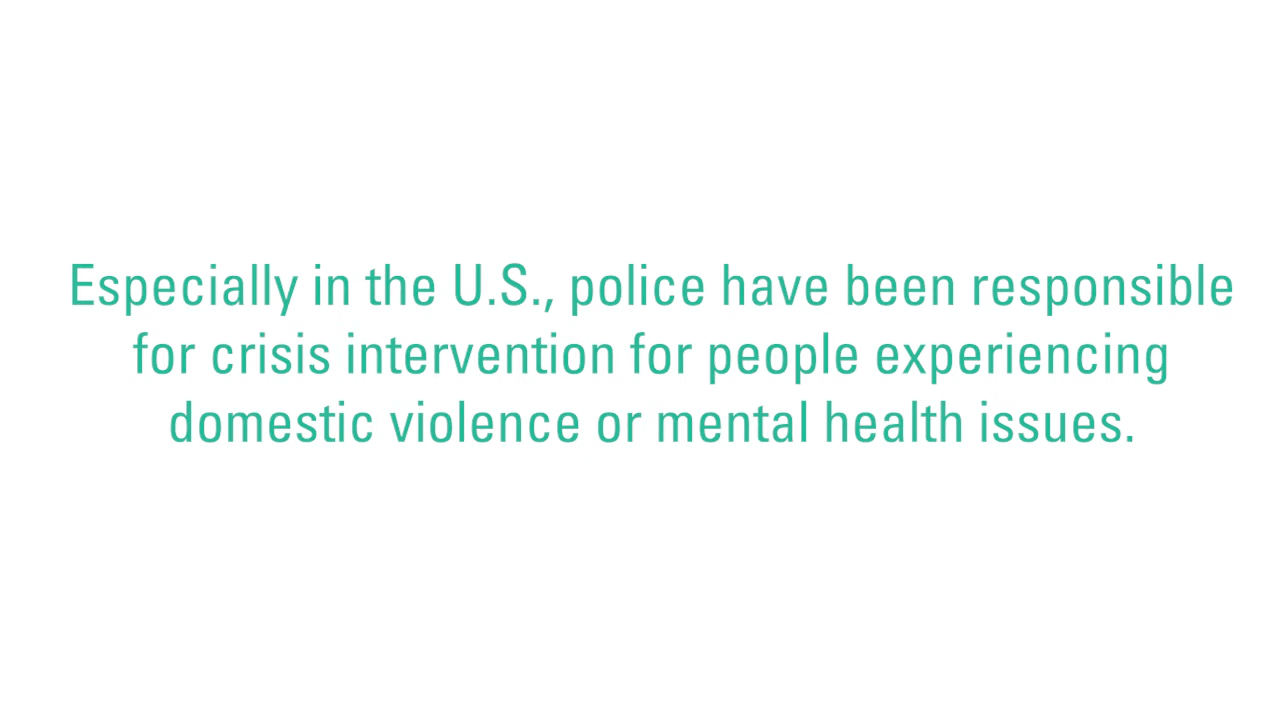 Especially in the U.S., police have been responsible
for crisis intervention for people experiencing
domestic violence or mental health issues.